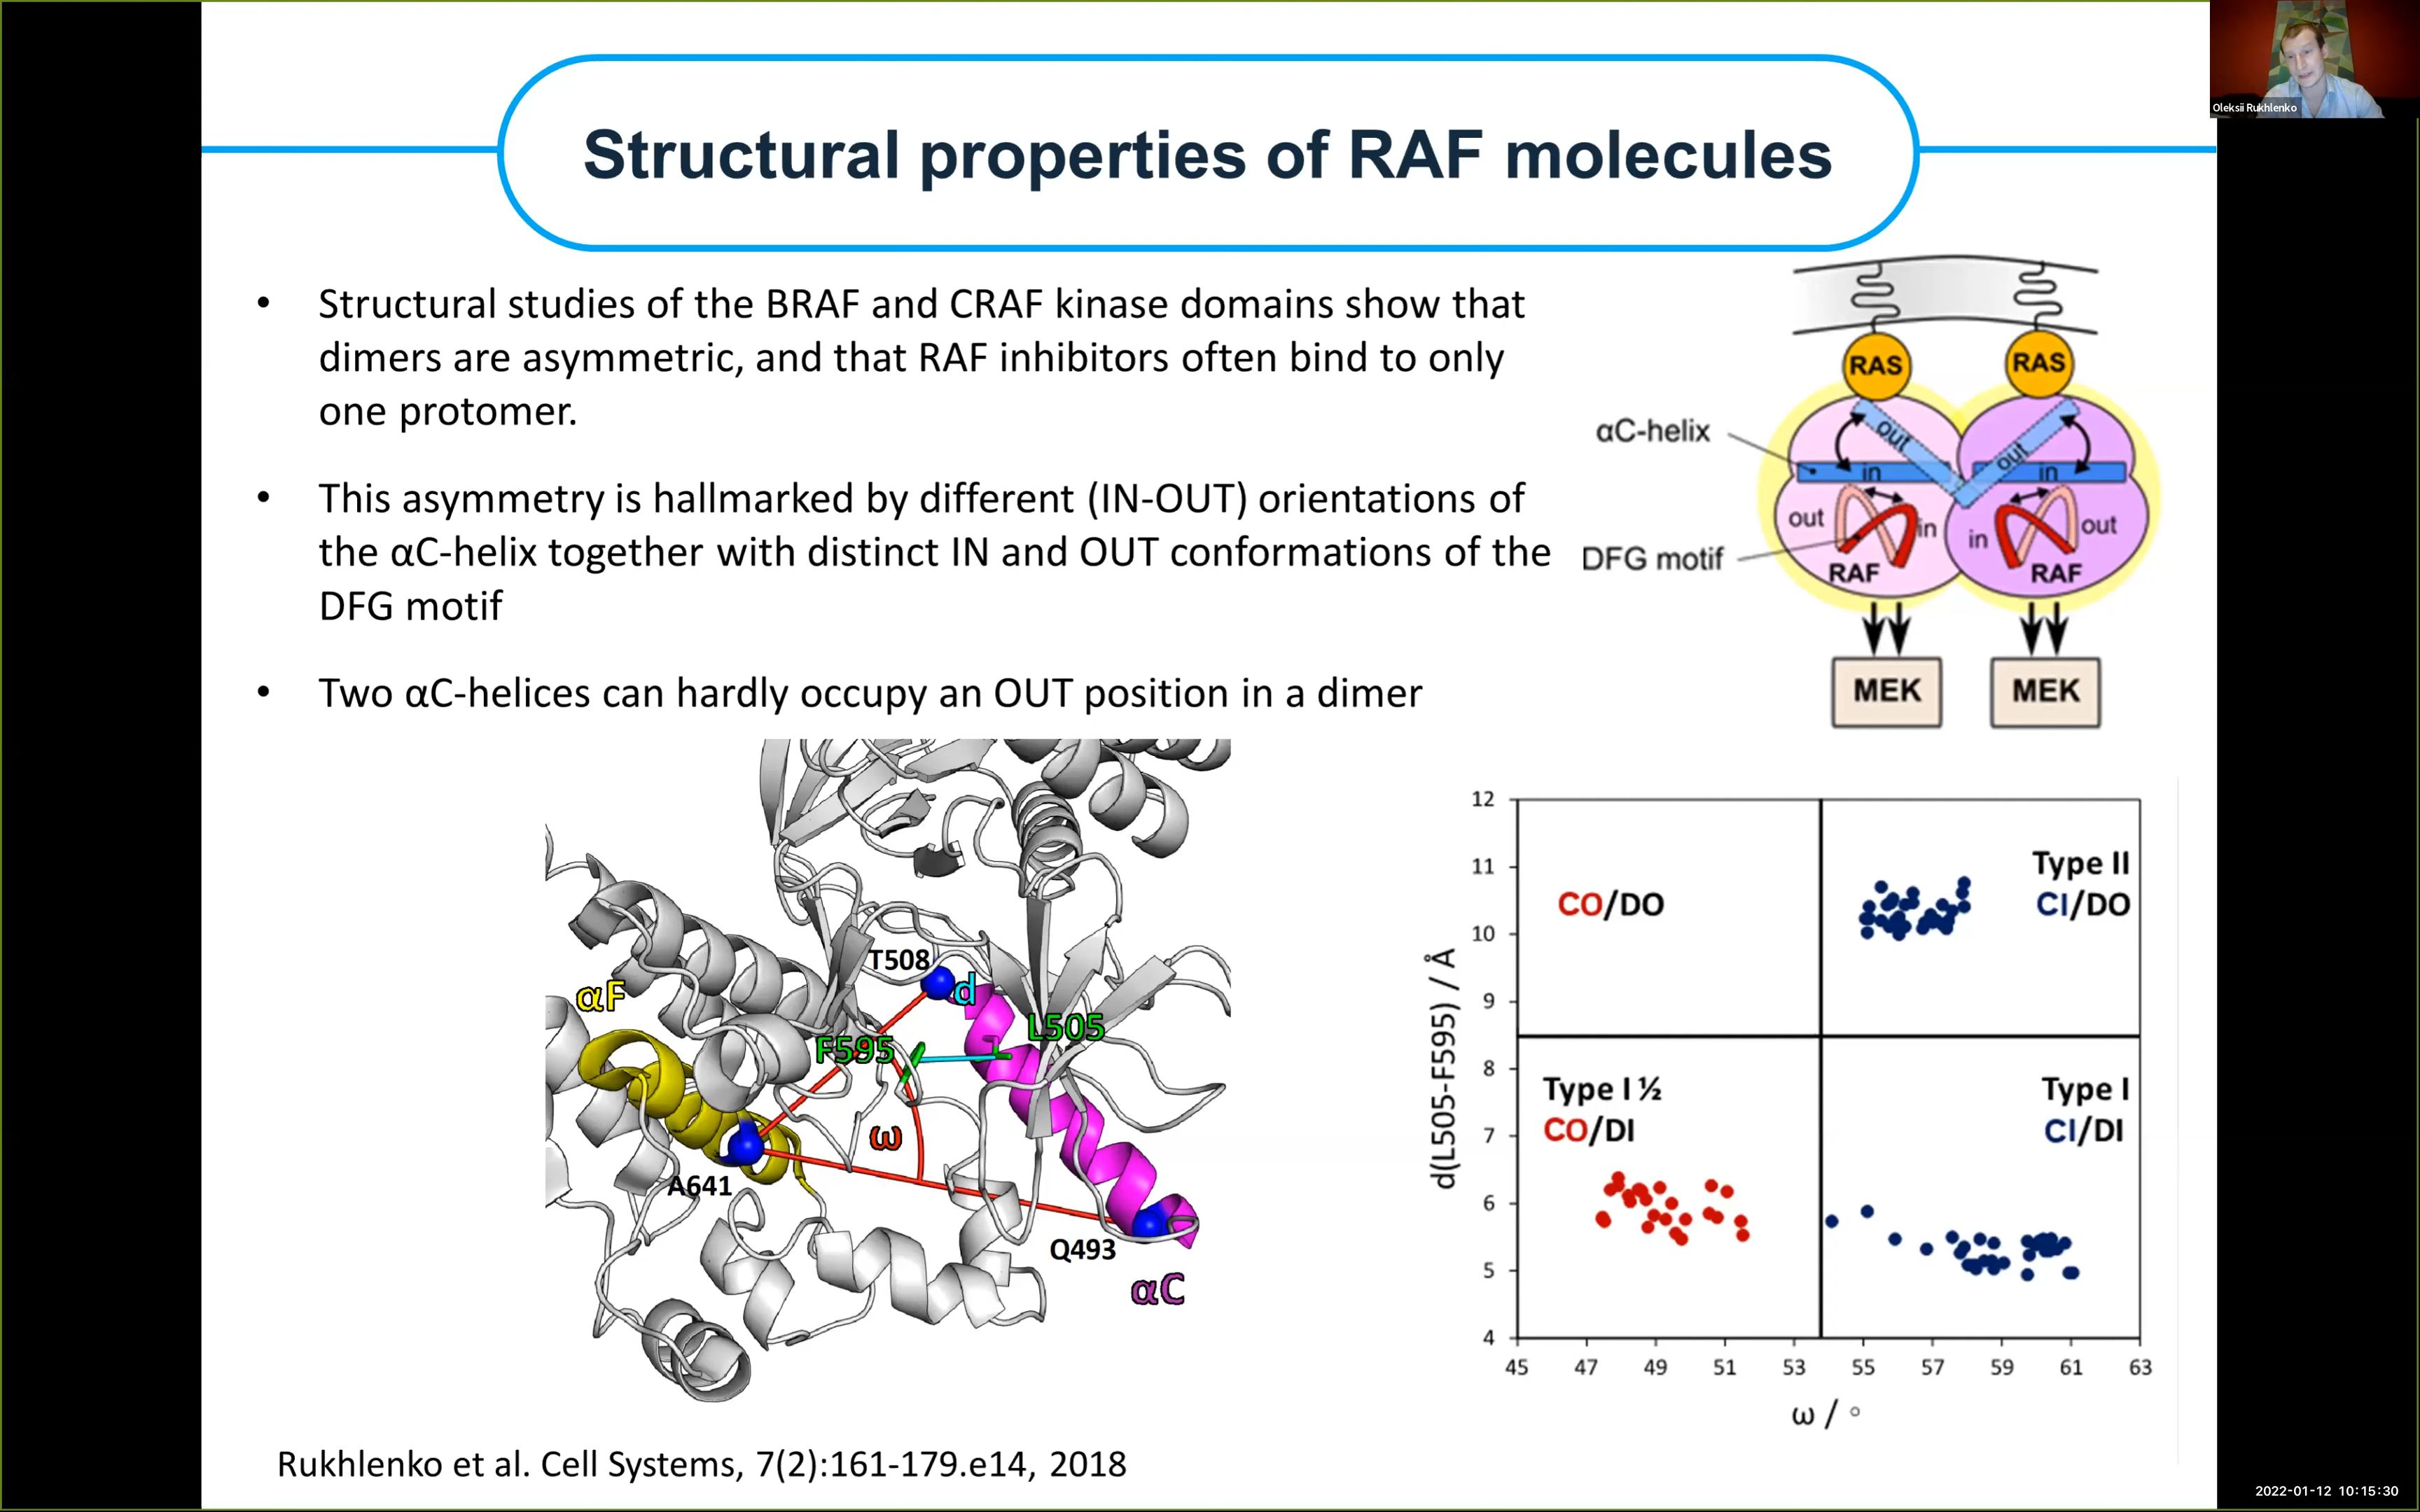 Oleksii Rukhlenko
Structural properties of RAF molecules
• Structural studies of the BRAF and CRAF kinase domains show that
dimers are asymmetric, and that RAF inhibitors often bind to only
one protomer.
• This asymmetry is hallmarked by different (IN-OUT) orientations of
the αC-helix together with distinct IN and OUT conformations of the
DFG motif
• Two αC-helices can hardly occupy an OUT position in a dimer
RAS RAS
αC-helix
out out
in in
out in in out
DFG motif
RAF RAF
MEK MEK
T508
d
αF
L505
F595
ω
A641
Q493
αC
12
11
10
9
8
7
6
5
4
d(L505-F595) / Å
CO/DO
Type II
CI/DO
Type I ½
CO/DI
Type I
CI/DI
45 47 49 51 53 55 57 59 61 63
ω / °
Rukhlenko et al. Cell Systems, 7(2):161-179.e14, 2018
2022-01-12 10:15:30